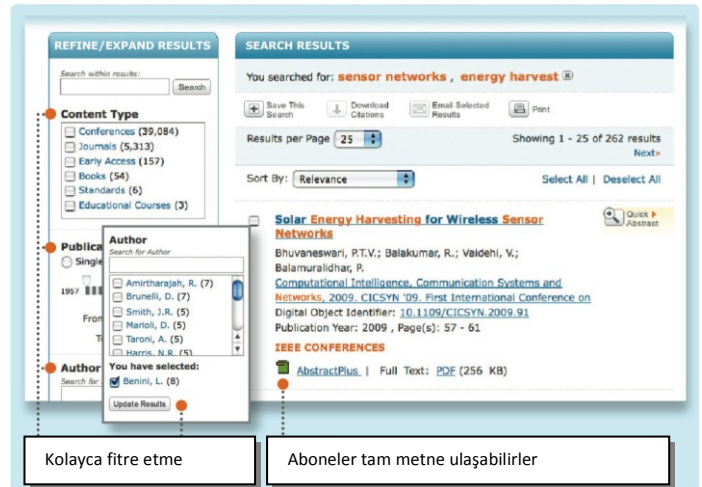 REFINE/EXPAND RESULTS
Search within results:
Search
Content Type
Conferences (39,084)
Journals (5,313)
Early Access (157)
Books (54)
Standards (6)
Educational Courses (3)
Publica
Single
1957
From
T
Author
Search for
Author
Search for Author
Amirtharajah, R. (7)
Brunelli, D. (7)
Smith, J.R. (5)
Marioli, D. (5)
Taroni, A. (5)
Harris, N.R. (5)
You have selected:
Benini, L. (8)
Update Results
SEARCH RESULTS
You searched for: sensor networks , energy harvest
Save This Search
Download Citations
Email Selected Results
Print
Results per Page 25
Showing 1 - 25 of 262 results
Next»
Sort By: Relevance
Select All | Deselect All
Solar Energy Harvesting for Wireless Sensor
Networks
Quick
Abstract
Bhuvaneswari, P.T.V.; Balakumar, R.; Vaidehi, V.;
Balamuralidhar, P.
Computational Intelligence, Communication Systems and
Networks, 2009. CICSYN '09. First International Conference on
Digital Object Identifier: 10.1109/CICSYN.2009.91
Publication Year: 2009 , Page(s): 57 - 61
IEEE CONFERENCES
AbstractPlus | Full Text: PDF (256 KB)
Kolayca fitre etme
Aboneler tam metne ulaşabilirler